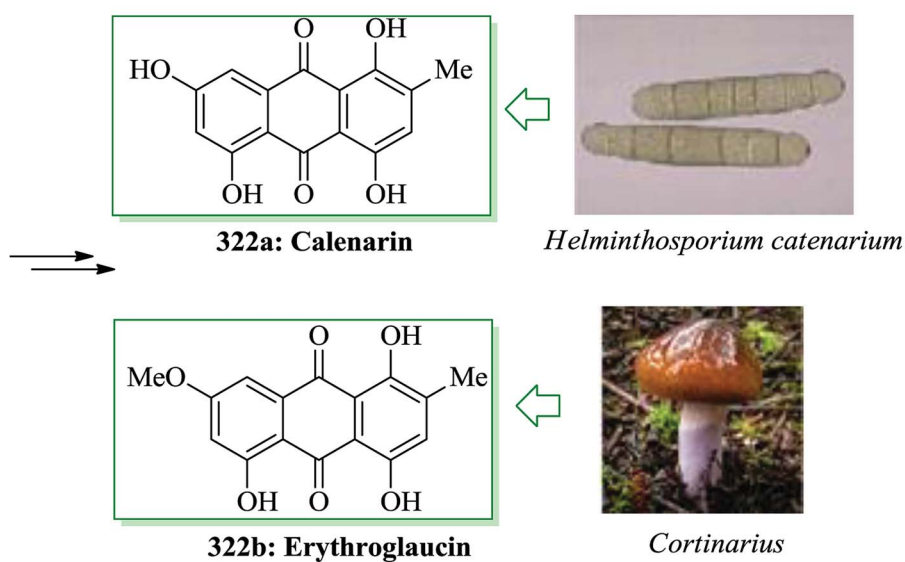 O OH
HO Me
OH O OH
322a: Calenarin
Helminthosporium catenarium
O OH
MeO Me
OH O OH
322b: Erythroglaucin
Cortinarius